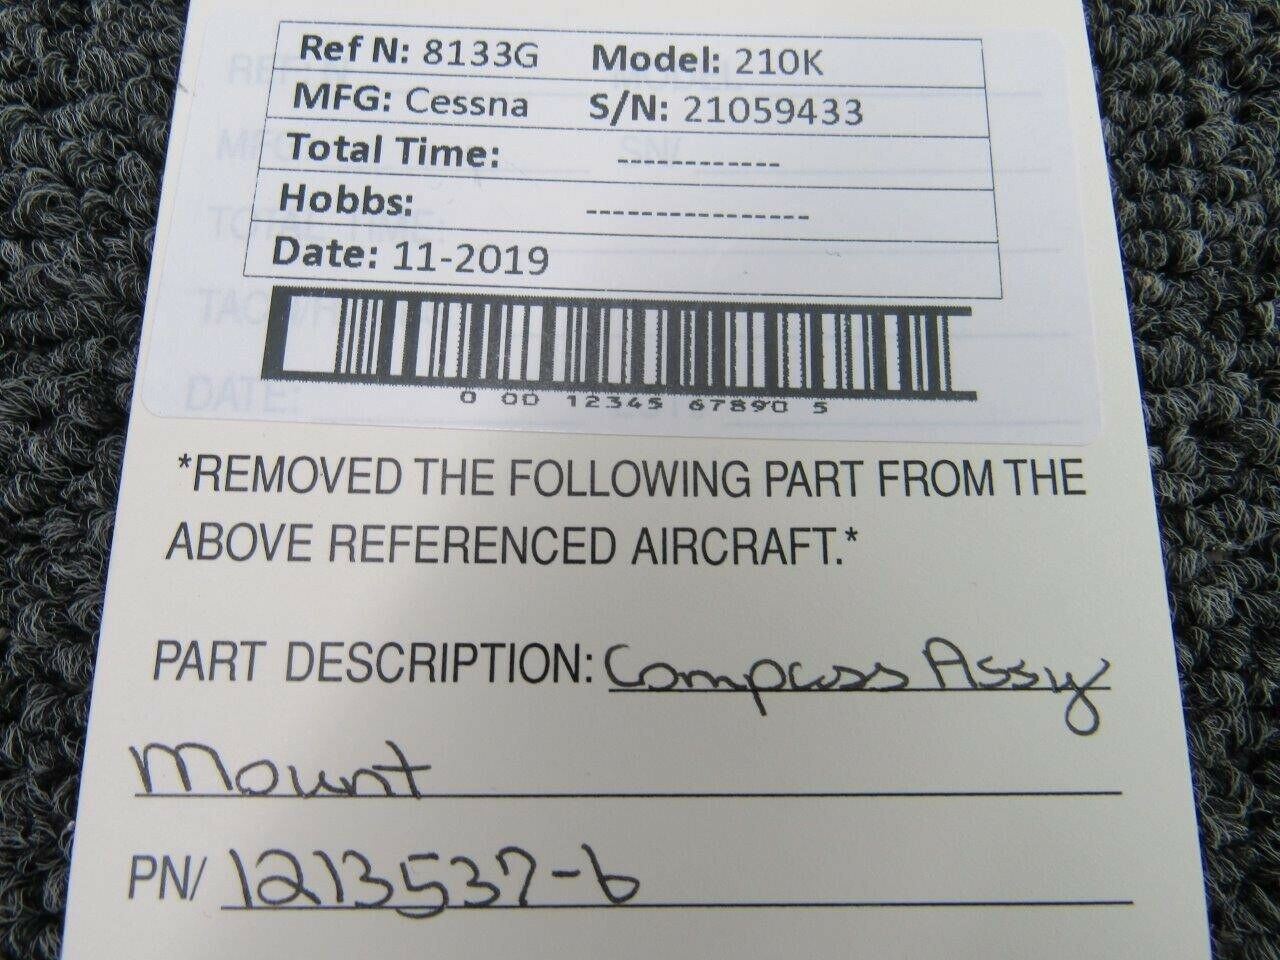 Ref N: 8133G Model: 210K
MFG: Cessna S/N: 21059433
Total Time: ------------
Hobbs: ----------------
Date: 11-2019
0 00 12345 67890 5
*REMOVED THE FOLLOWING PART FROM THE
ABOVE REFERENCED AIRCRAFT.*
PART DESCRIPTION: Compass Assy
Mount
PN/ 1213537-6